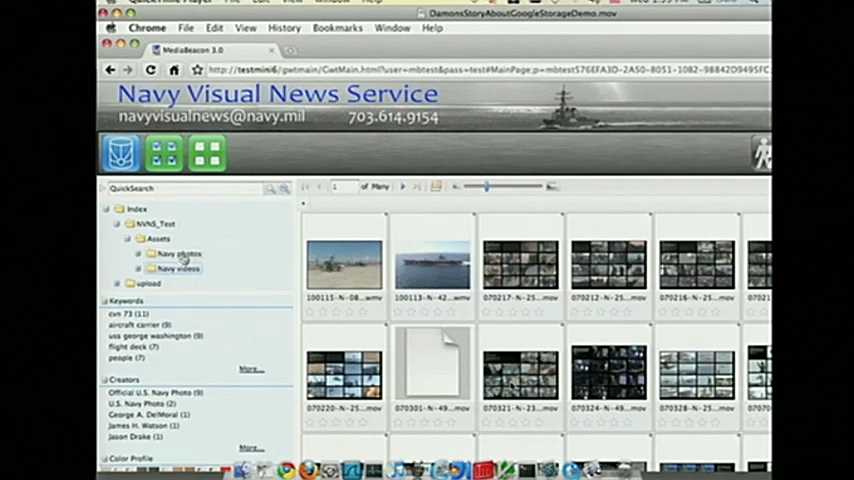 DamonsStoryAboutGoogleStorageDemo.mov
Chrome File Edit View History Bookmarks Window Help
MediaBeacon 3.0
Navy Visual News Service
navyvisualnews@navy.mil 703.614.9154
QuickSearch
1 of Many
Index
NVNS_Test
Assets
Navy photos
Navy videos
upload
100115-N-08...wmv 100113-N-42...wmv 070217-N-25...mov 070212-N-25...mov 070216-N-25...mov
Keywords
cvn 73 (11)
aircraft carrier (9)
uss george washington (9)
flight deck (7)
people (7)
More...
Creators
Official U.S. Navy Photo (9)
U.S. Navy Photo (2)
George A. DelMoral (1)
James H. Watson (1)
Jason Drake (1)
More...
070220-N-25...mov 070301-N-49...mov 070321-N-23...mov 070324-N-49...mov 070328-N-25...mov
Color Profile